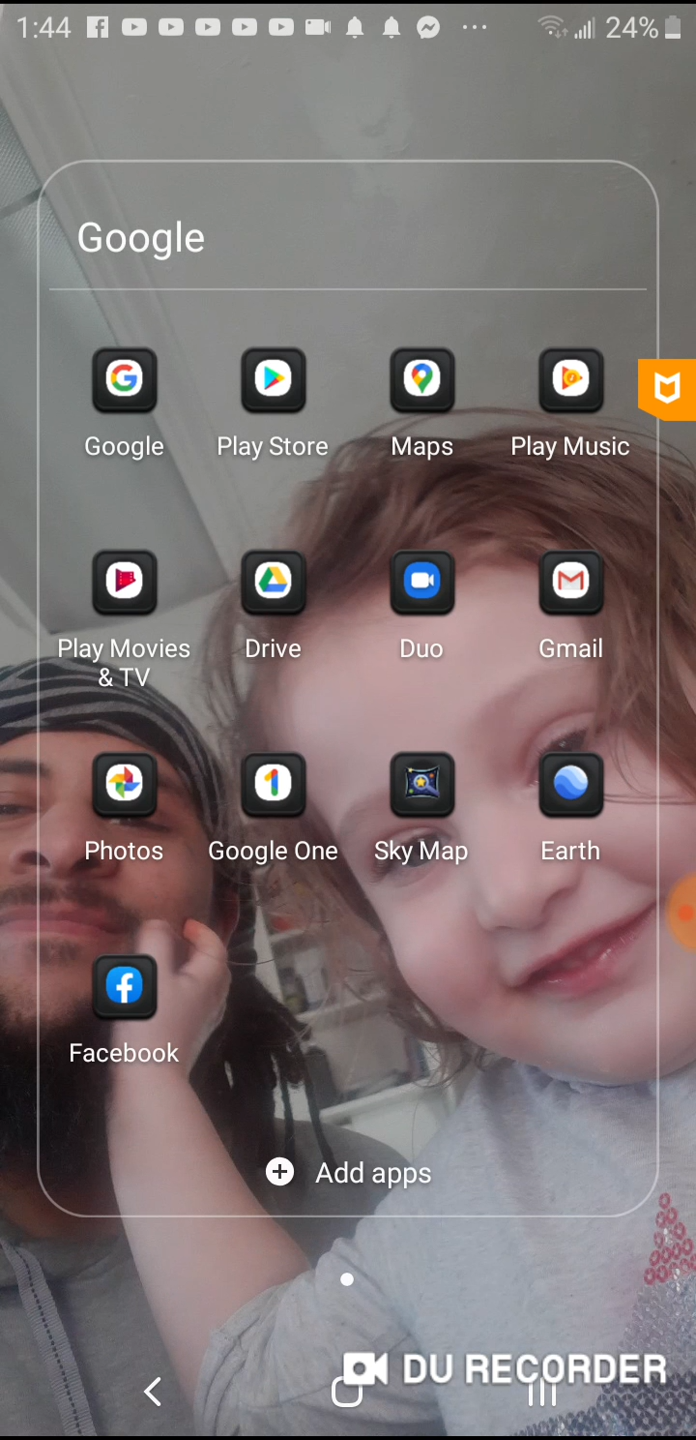 1:44
24%
Google
Google
Play Store
Maps
Play Music
Play Movies
& TV
Drive
Duo
Gmail
Photos
Google One
Sky Map
Earth
Facebook
Add apps
DU RECORDER